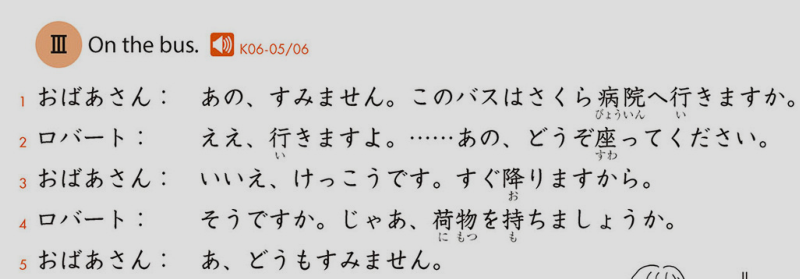 Ⅲ On the bus. K06-05/06
1 おばあさん： あの、すみません。このバスはさくら病院へ行きますか。
びょういん い
2 ロバート： ええ、行きますよ。……あの、どうぞ座ってください。
い すわ
3 おばあさん： いいえ、けっこうです。すぐ降りますから。
お
4 ロバート： そうですか。じゃあ、荷物を持ちましょうか。
に もつ も
5 おばあさん： あ、どうもすみません。